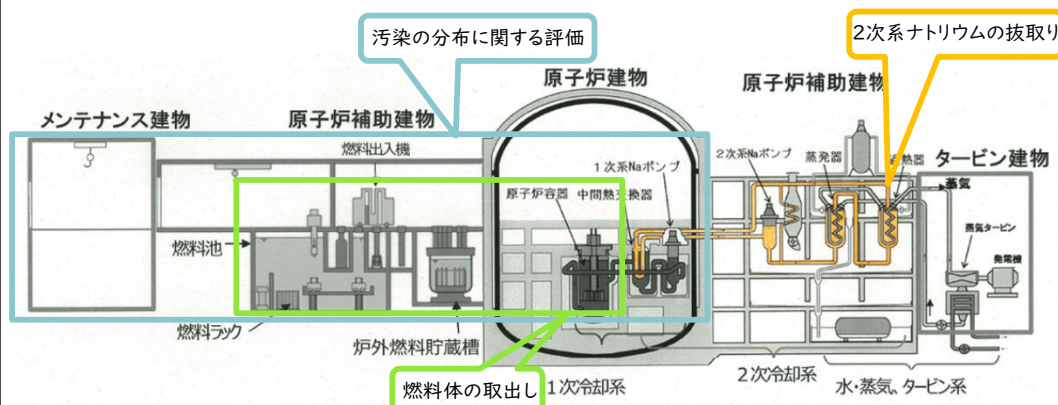 汚染の分布に関する評価
2次系ナトリウムの抜取り
原子炉建物
原子炉補助建物
メンテナンス建物
原子炉補助建物
燃料出入機
1次系Naポンプ
2次系Naポンプ
蒸発器
タービン建物
蒸気
原子炉容器
中間熱交換器
蒸気タービン
発電機
燃料池
燃料ラック
炉外燃料貯蔵槽
燃料体の取出し
1次冷却系
2次冷却系
水・蒸気、タービン系